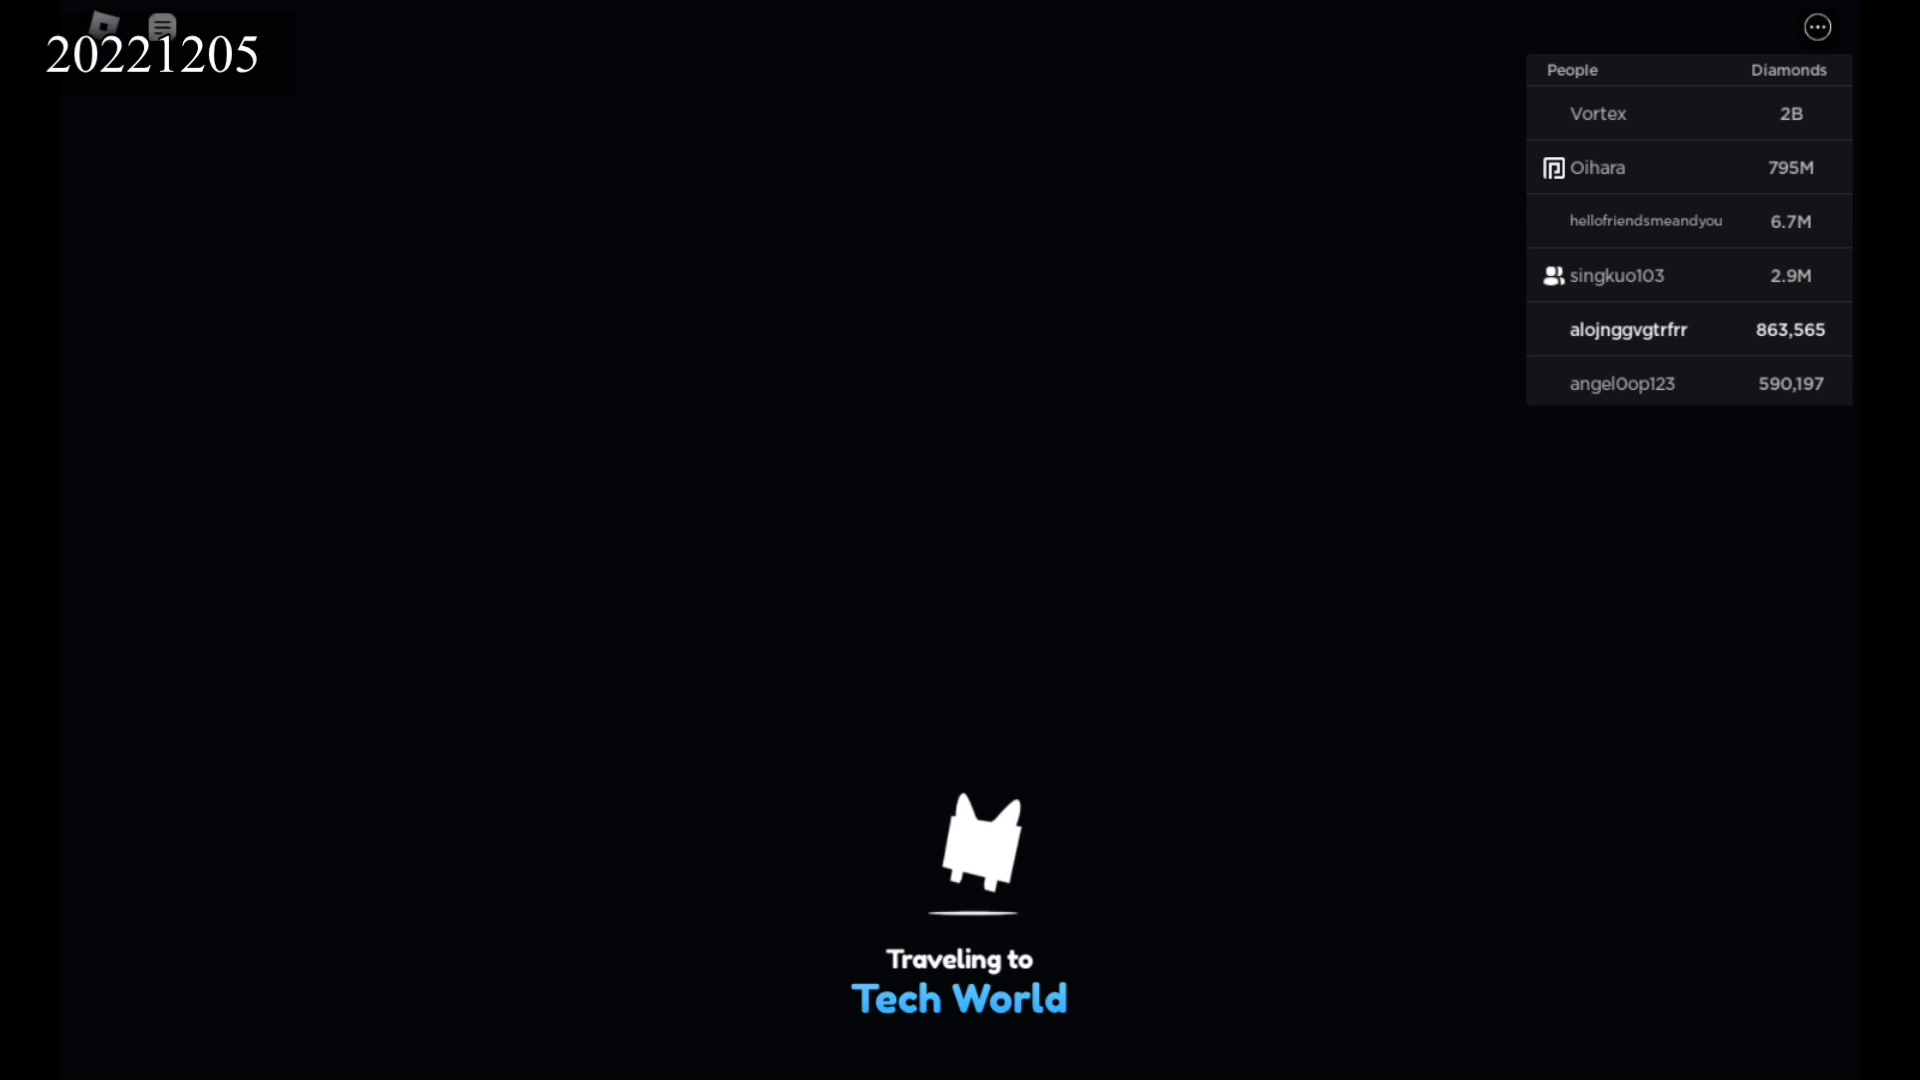 20221205
People Diamonds
Vortex 2B
Oihara 795M
hellofriendsmeandyou 6.7M
singkuo103 2.9M
alojnggvgtrfrr 863,565
angel0op123 590,197
Traveling to
Tech World